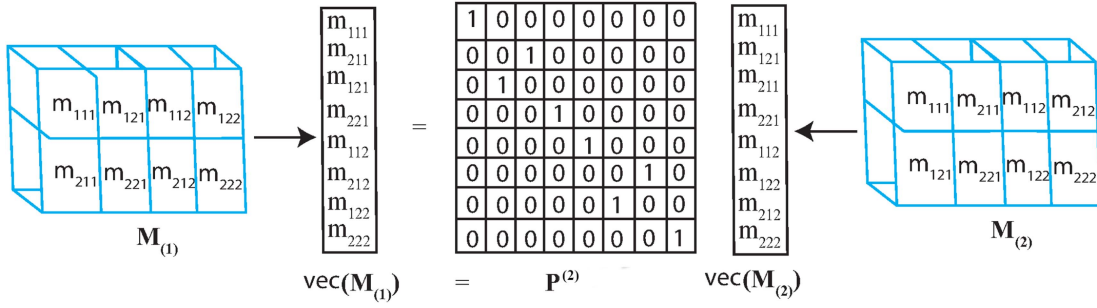 m₁₁₁ m₁₂₁ m₁₁₂ m₁₂₂
m₂₁₁ m₂₂₁ m₂₁₂ m₂₂₂
M₍₁₎
m₁₁₁
m₂₁₁
m₁₂₁
m₂₂₁
m₁₁₂
m₂₁₂
m₁₂₂
m₂₂₂
vec(M₍₁₎)
=
=
1 0 0 0 0 0 0 0
0 0 1 0 0 0 0 0
0 1 0 0 0 0 0 0
0 0 0 1 0 0 0 0
0 0 0 0 1 0 0 0
0 0 0 0 0 0 1 0
0 0 0 0 0 1 0 0
0 0 0 0 0 0 0 1
P⁽²⁾
m₁₁₁
m₁₂₁
m₂₁₁
m₂₂₁
m₁₁₂
m₁₂₂
m₂₁₂
m₂₂₂
vec(M₍₂₎)
m₁₁₁ m₂₁₁ m₁₁₂ m₂₁₂
m₁₂₁ m₂₂₁ m₁₂₂ m₂₂₂
M₍₂₎